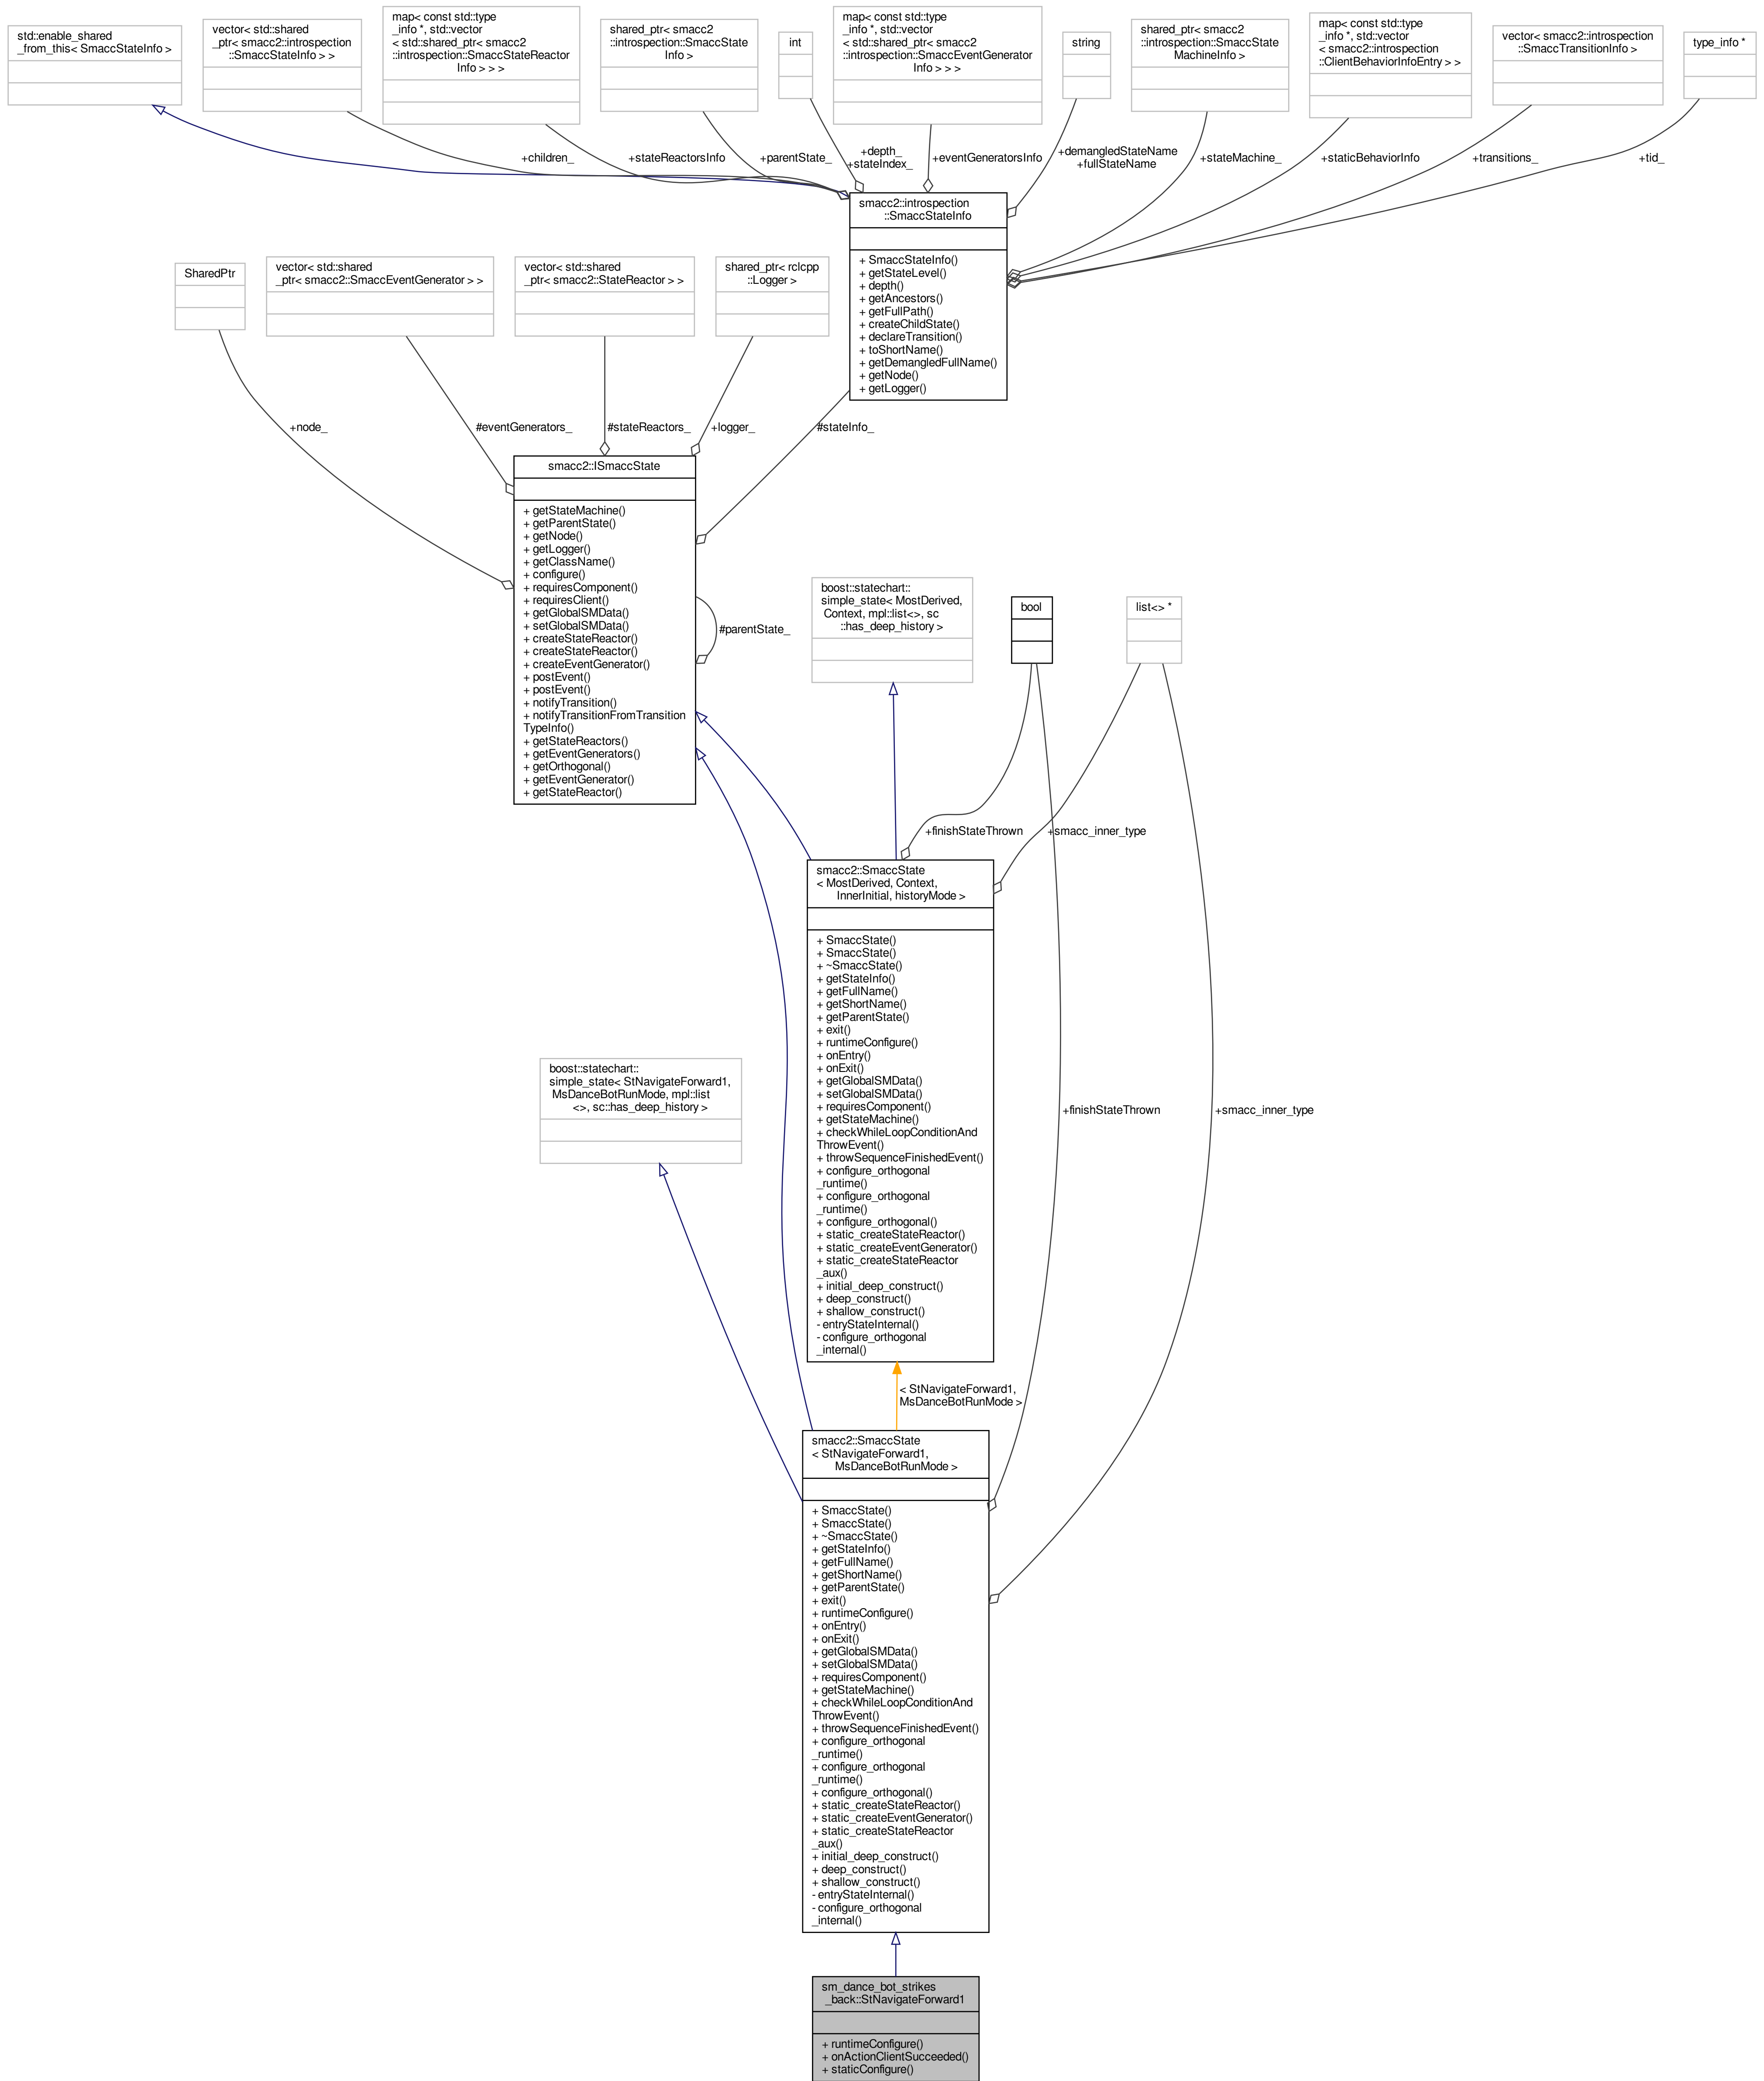 std::enable_shared
_from_this< SmaccStateInfo >
vector< std::shared
_ptr< smacc2::introspection
::SmaccStateInfo > >
map< const std::type
_info *, std::vector
< std::shared_ptr< smacc2
::introspection::SmaccStateReactor
Info > > >
shared_ptr< smacc2
::introspection::SmaccState
Info >
int
map< const std::type
_info *, std::vector
< std::shared_ptr< smacc2
::introspection::SmaccEventGenerator
Info > > >
string
shared_ptr< smacc2
::introspection::SmaccState
MachineInfo >
map< const std::type
_info *, std::vector
< smacc2::introspection
::ClientBehaviorInfoEntry > >
vector< smacc2::introspection
::SmaccTransitionInfo >
type_info *
+children_
+stateReactorsInfo
+parentState_
+depth_
+stateIndex_
+eventGeneratorsInfo
+demangledStateName
+fullStateName
+stateMachine_
+staticBehaviorInfo
+transitions_
+tid_
smacc2::introspection
::SmaccStateInfo
+ SmaccStateInfo()
+ getStateLevel()
+ depth()
+ getAncestors()
+ getFullPath()
+ createChildState()
+ declareTransition()
+ toShortName()
+ getDemangledFullName()
+ getNode()
+ getLogger()
SharedPtr
vector< std::shared
_ptr< smacc2::SmaccEventGenerator > >
vector< std::shared
_ptr< smacc2::StateReactor > >
shared_ptr< rclcpp
::Logger >
+node_
#eventGenerators_
#stateReactors_
+logger_
#stateInfo_
smacc2::ISmaccState
+ getStateMachine()
+ getParentState()
+ getNode()
+ getLogger()
+ getClassName()
+ configure()
+ requiresComponent()
+ requiresClient()
+ getGlobalSMData()
+ setGlobalSMData()
+ createStateReactor()
+ createStateReactor()
+ createEventGenerator()
+ postEvent()
+ postEvent()
+ notifyTransition()
+ notifyTransitionFromTransition
TypeInfo()
+ getStateReactors()
+ getEventGenerators()
+ getOrthogonal()
+ getEventGenerator()
+ getStateReactor()
#parentState_
boost::statechart::
simple_state< MostDerived,
Context, mpl::list<>, sc
::has_deep_history >
bool
list<> *
+finishStateThrown
+smacc_inner_type
smacc2::SmaccState
< MostDerived, Context,
InnerInitial, historyMode >
+ SmaccState()
+ SmaccState()
+ ~SmaccState()
+ getStateInfo()
+ getFullName()
+ getShortName()
+ getParentState()
+ exit()
+ runtimeConfigure()
+ onEntry()
+ onExit()
+ getGlobalSMData()
+ setGlobalSMData()
+ requiresComponent()
+ getStateMachine()
+ checkWhileLoopConditionAnd
ThrowEvent()
+ throwSequenceFinishedEvent()
+ configure_orthogonal
_runtime()
+ configure_orthogonal
_runtime()
+ configure_orthogonal()
+ static_createStateReactor()
+ static_createEventGenerator()
+ static_createStateReactor
_aux()
+ initial_deep_construct()
+ deep_construct()
+ shallow_construct()
- entryStateInternal()
- configure_orthogonal
_internal()
boost::statechart::
simple_state< StNavigateForward1,
MsDanceBotRunMode, mpl::list
<>, sc::has_deep_history >
+finishStateThrown
+smacc_inner_type
< StNavigateForward1,
MsDanceBotRunMode >
smacc2::SmaccState
< StNavigateForward1,
MsDanceBotRunMode >
+ SmaccState()
+ SmaccState()
+ ~SmaccState()
+ getStateInfo()
+ getFullName()
+ getShortName()
+ getParentState()
+ exit()
+ runtimeConfigure()
+ onEntry()
+ onExit()
+ getGlobalSMData()
+ setGlobalSMData()
+ requiresComponent()
+ getStateMachine()
+ checkWhileLoopConditionAnd
ThrowEvent()
+ throwSequenceFinishedEvent()
+ configure_orthogonal
_runtime()
+ configure_orthogonal
_runtime()
+ configure_orthogonal()
+ static_createStateReactor()
+ static_createEventGenerator()
+ static_createStateReactor
_aux()
+ initial_deep_construct()
+ deep_construct()
+ shallow_construct()
- entryStateInternal()
- configure_orthogonal
_internal()
sm_dance_bot_strikes
_back::StNavigateForward1
+ runtimeConfigure()
+ onActionClientSucceeded()
+ staticConfigure()